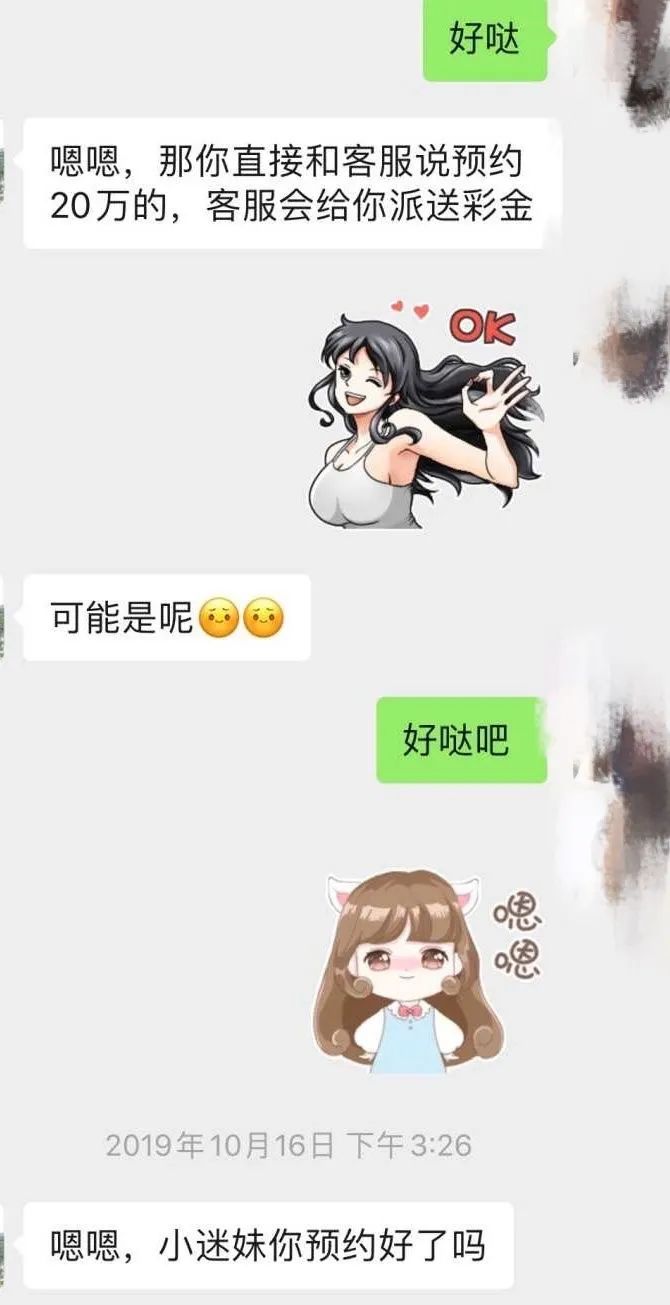 好哒
嗯嗯，那你直接和客服说预约
20万的，客服会给你派送彩金
OK
可能是呢
好哒吧
嗯
嗯
2019年10月16日 下午3:26
嗯嗯，小迷妹你预约好了吗